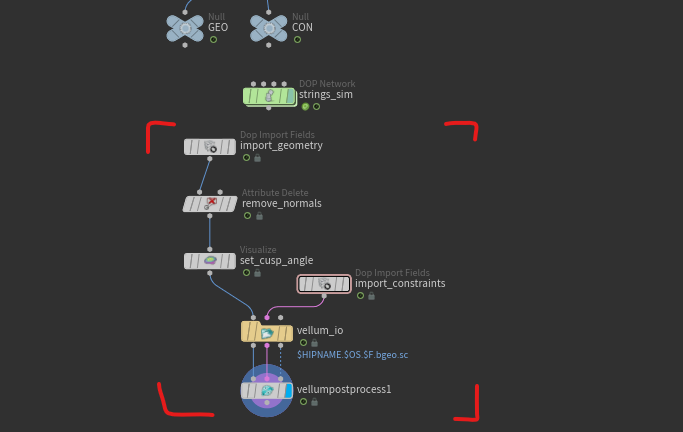 Null
GEO
Null
CON
DOP Network
strings_sim
Dop Import Fields
import_geometry
Attribute Delete
remove_normals
Visualize
set_cusp_angle
Dop Import Fields
import_constraints
vellum_io
$HIPNAME.$OS.$F.bgeo.sc
vellumpostprocess1